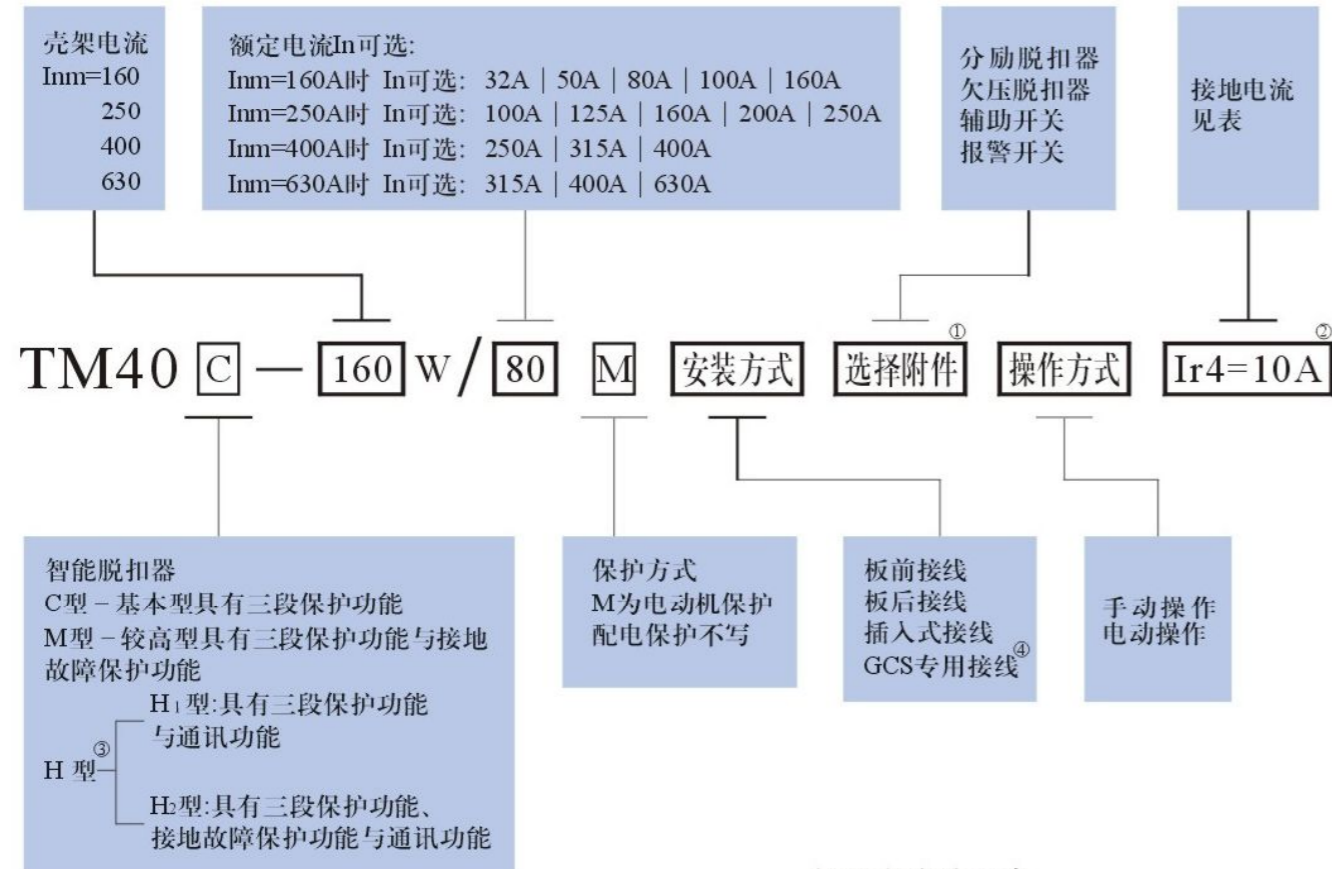 壳架电流
Inm=160
250
400
630
额定电流In可选:
Inm=160A时 In可选: 32A | 50A | 80A | 100A | 160A
Inm=250A时 In可选: 100A | 125A | 160A | 200A | 250A
Inm=400A时 In可选: 250A | 315A | 400A
Inm=630A时 In可选: 315A | 400A | 630A
分励脱扣器
欠压脱扣器
辅助开关
报警开关
接地电流
见表
TM40 C — 160 W / 80 M 安装方式 选择附件① 操作方式 Ir4=10A②
智能脱扣器
C型－基本型具有三段保护功能
M型－较高型具有三段保护功能与接地
故障保护功能
H₁型:具有三段保护功能
与通讯功能
H型③
H₂型:具有三段保护功能、
接地故障保护功能与通讯功能
保护方式
M为电动机保护
配电保护不写
板前接线
板后接线
插入式接线
GCS专用接线④
手动操作
电动操作